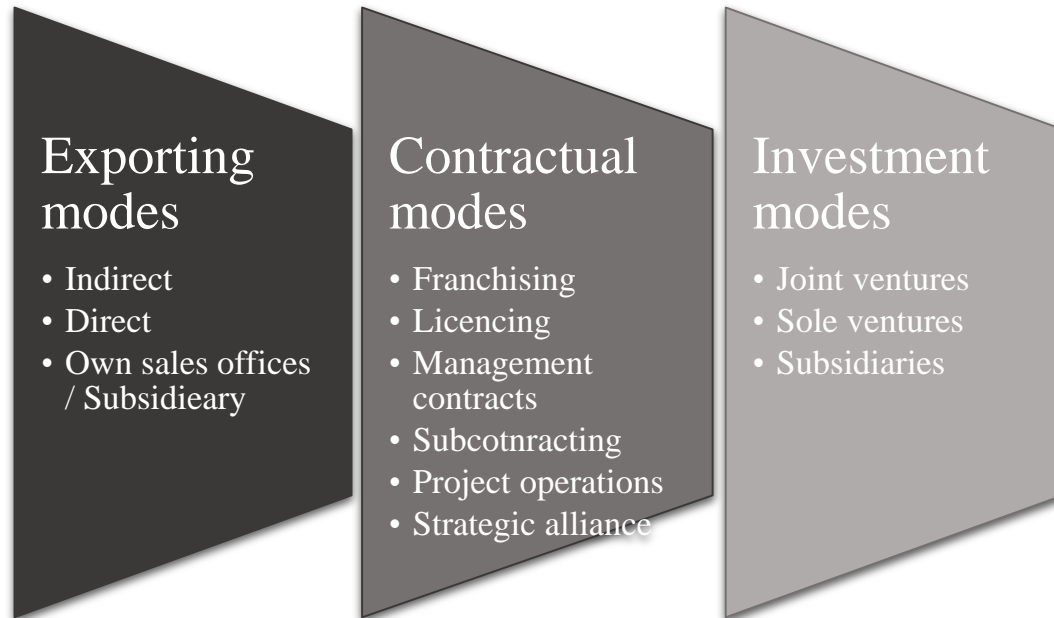 Exporting
modes
• Indirect
• Direct
• Own sales offices
/ Subsidieary
Contractual
modes
• Franchising
• Licencing
• Management
contracts
• Subcotnracting
• Project operations
• Strategic alliance
Investment
modes
• Joint ventures
• Sole ventures
• Subsidiaries